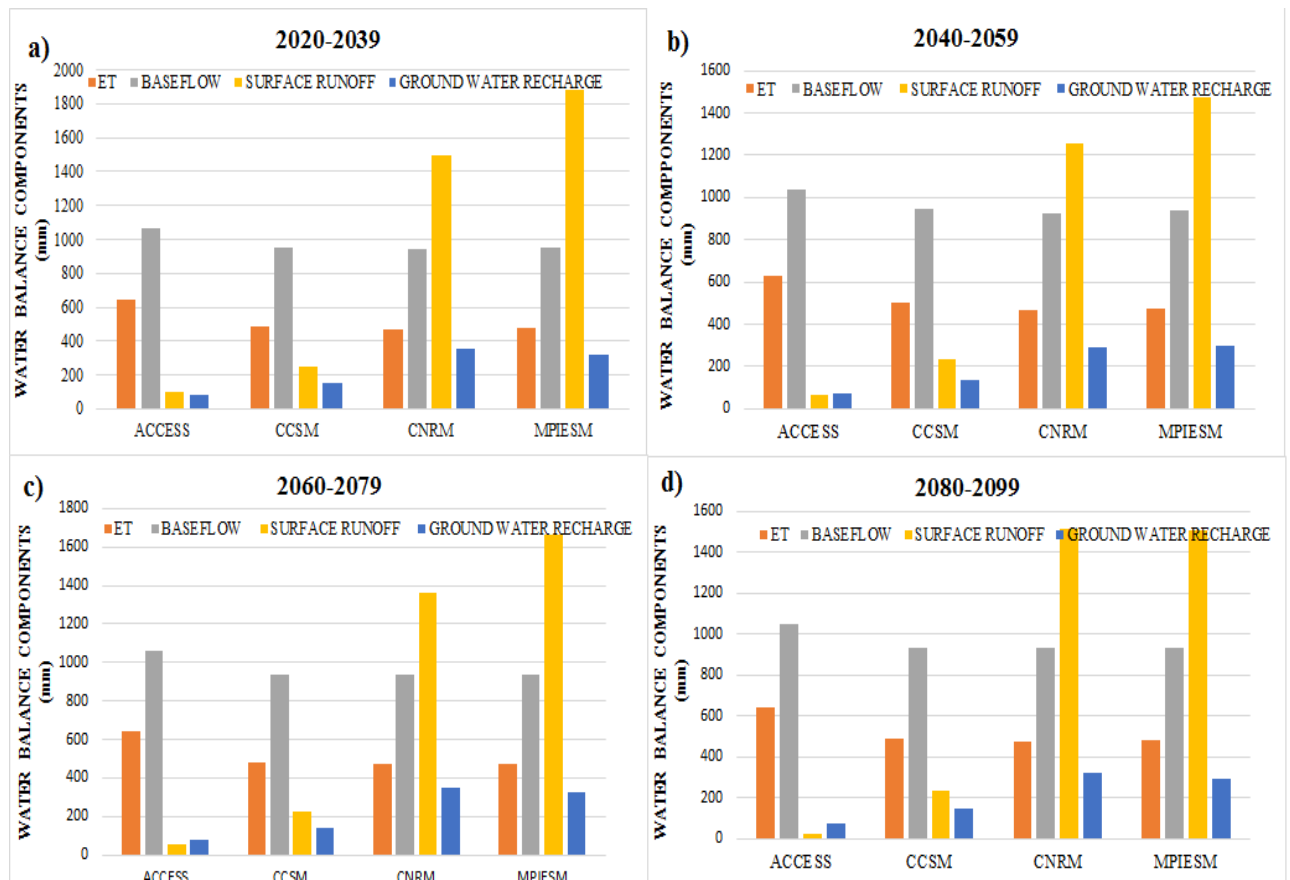 a)
2020-2039
ET BASEFLOW SURFACE RUNOFF GROUND WATER RECHARGE
WATER BALANCE COMPONENTS
(mm)
2000
1800
1600
1400
1200
1000
800
600
400
200
0
ACCESS CCSM CNRM MPIESM
b)
2040-2059
ET BASEFLOW SURFACE RUNOFF GROUND WATER RECHARGE
WATER BALANCE COMPPONENTS
(mm)
1600
1400
1200
1000
800
600
400
200
0
ACCESS CCSM CNRM MPIESM
c)
2060-2079
ET BASEFLOW SURFACE RUNOFF GROUND WATER RECHARGE
WATER BALANCE COMPONENTS
(mm)
1800
1600
1400
1200
1000
800
600
400
200
0
ACCESS CCSM CNRM MPIESM
d)
2080-2099
ET BASEFLOW SURFACE RUNOFF GROUND WATER RECHARGE
WATER BALANCE COMPONENTS
(mm)
1600
1400
1200
1000
800
600
400
200
0
ACCESS CCSM CNRM MPIESM